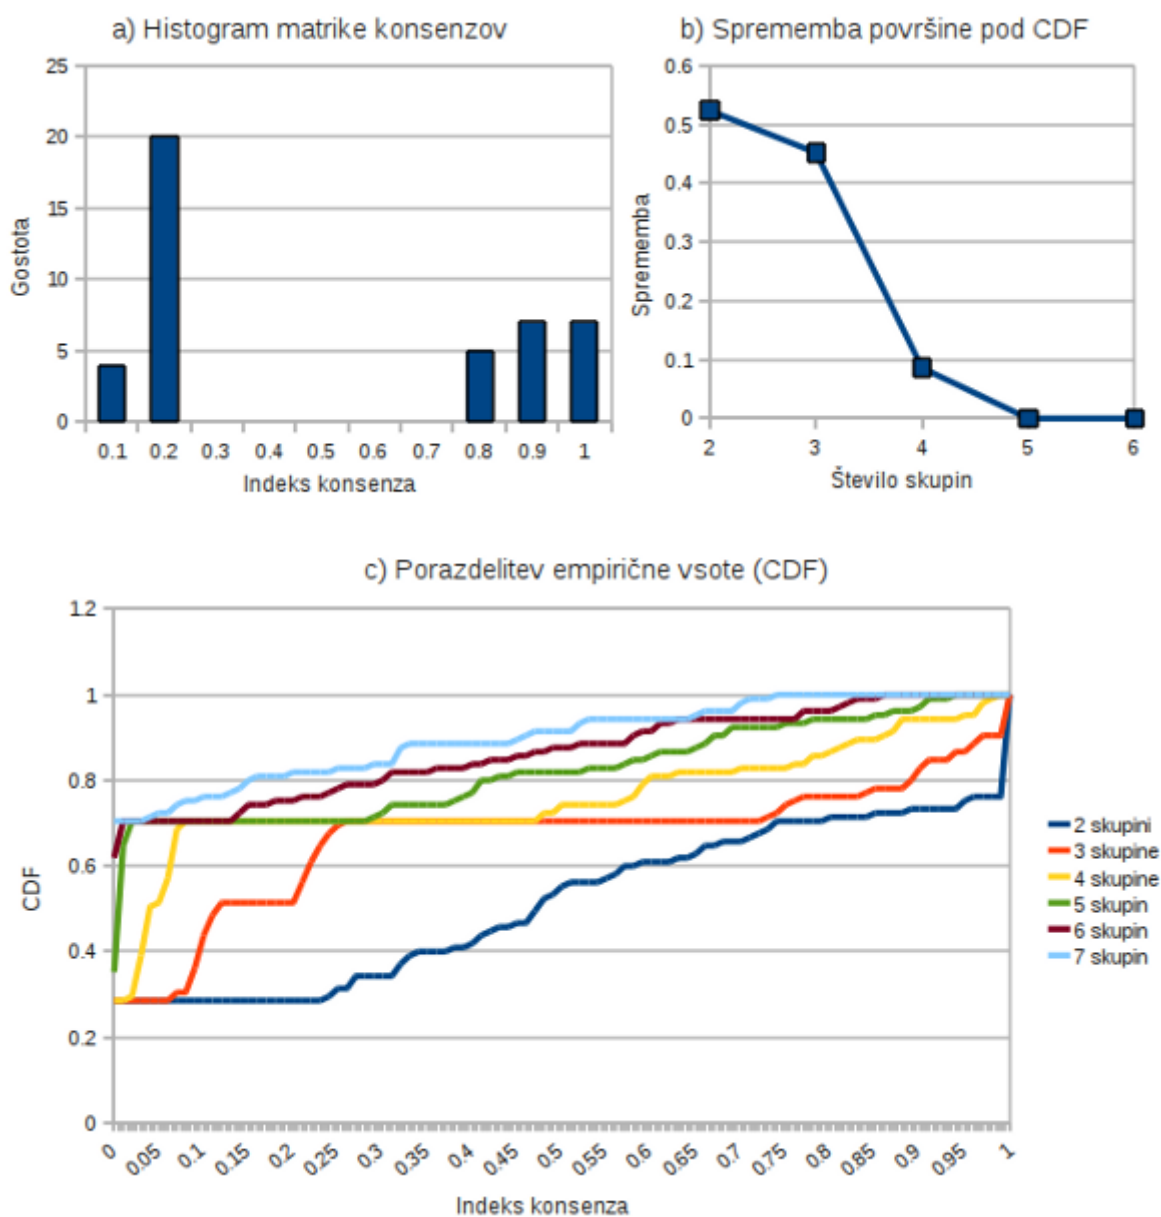 a) Histogram matrike konsenzov
25
20
15
10
5
0
Gostota
0.1 0.2 0.3 0.4 0.5 0.6 0.7 0.8 0.9 1
Indeks konsenza
b) Sprememba površine pod CDF
0.6
0.5
0.4
0.3
0.2
0.1
0
Sprememba
2 3 4 5 6
Število skupin
c) Porazdelitev empirične vsote (CDF)
1.2
1
0.8
0.6
0.4
0.2
0
CDF
0 0.05 0.1 0.15 0.2 0.25 0.3 0.35 0.4 0.45 0.5 0.55 0.6 0.65 0.7 0.75 0.8 0.85 0.9 0.95 1
Indeks konsenza
2 skupini
3 skupine
4 skupine
5 skupin
6 skupin
7 skupin